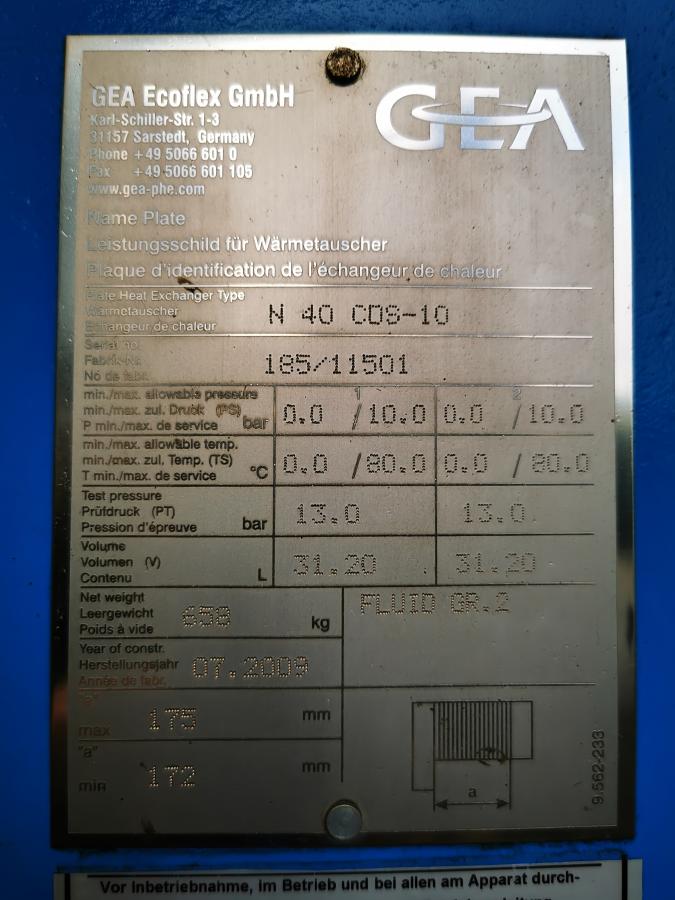 GEA Ecoflex GmbH
Karl-Schiller-Str. 1-3
31157 Sarstedt, Germany
Phone +49 5066 601 0
Fax +49 5066 601 105
www.gea-phe.com
GEA
Name Plate
Leistungsschild für Wärmetauscher
Plaque d'identification de l'échangeur de chaleur
Plate Heat Exchanger Type
Wärmetauscher
Echangeur de chaleur
N 40 CDS-10
Serial no.
Fabrik-Nr.
No de fabr.
185/11501
1 2
min./max. allowable pressure
min./max. zul. Druck (PS)
P min./max. de service bar
0.0 /10.0 0.0 /10.0
min./max. allowable temp.
min./max. zul. Temp. (TS)
T min./max. de service °C
0.0 /80.0 0.0 /80.0
Test pressure
Prüfdruck (PT)
Pression d'épreuve bar
13.0 13.0
Volume
Volumen (V)
Contenu L
31.20 31.20
Net weight
Leergewicht
Poids à vide
658 kg
FLUID GR.2
Year of constr.
Herstellungsjahr
Année de fabr.
07.2009
"a"
max 175 mm
"a"
min 172 mm
a
9.562-233
Vor Inbetriebnahme, im Betrieb und bei allen am Apparat durch-